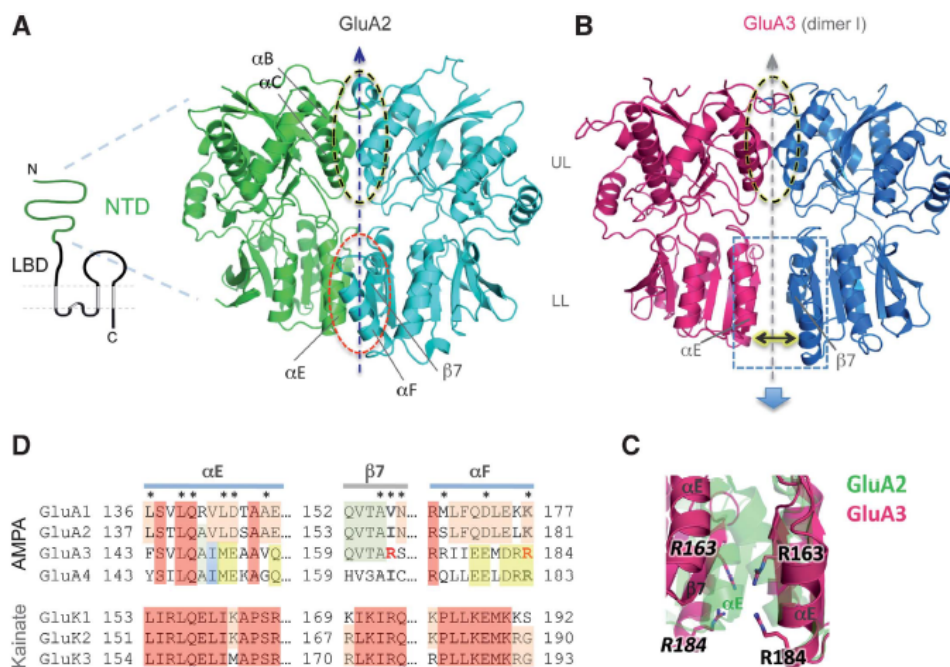 A
GluA2
αB
αC
N
NTD
LBD
C
αE
αF
β7
B
GluA3 (dimer I)
UL
LL
αE
β7
D
αE β7 αF
* ** ** * *** * * *
AMPA
GluA1 136 LSVLQRVLDTAAE... 152 QVTAVN... RMLFQDLEKK 177
GluA2 137 LSTLQAVLDSAAE... 153 QVTAIN... RSLFQDLELK 181
GluA3 143 FSVLQAIMEAAVQ... 159 QVTARS... RRIIEEMDRR 184
GluA4 143 YSILQAIMEKAGQ... 159 HVSAIC... RQLLEELDRR 183
Kainate
GluK1 153 LIRLQELIKAPSR... 169 KIKIRQ... KPLLKEMKKS 192
GluK2 151 LIRLQELIKAPSR... 167 RLKIRQ... KPLLKEMKRG 190
GluK3 154 LIRLQELIMAPSR... 170 RLKIRQ... KPLLKEMKRG 193
C
GluA2
GluA3
αE
R163
R163
β7
αE
αE
R184
R184